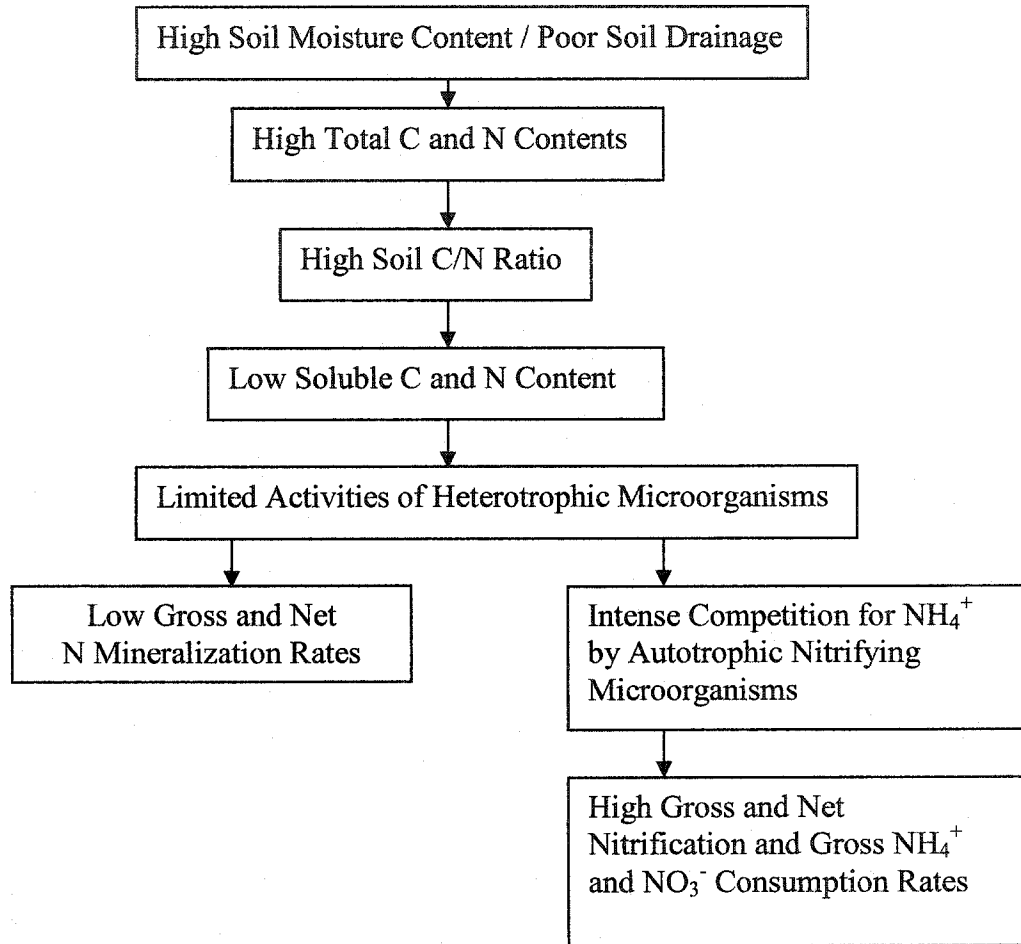 High Soil Moisture Content / Poor Soil Drainage
High Total C and N Contents
High Soil C/N Ratio
Low Soluble C and N Content
Limited Activities of Heterotrophic Microorganisms
Low Gross and Net
N Mineralization Rates
Intense Competition for NH₄⁺
by Autotrophic Nitrifying
Microorganisms
High Gross and Net
Nitrification and Gross NH₄⁺
and NO₃⁻ Consumption Rates